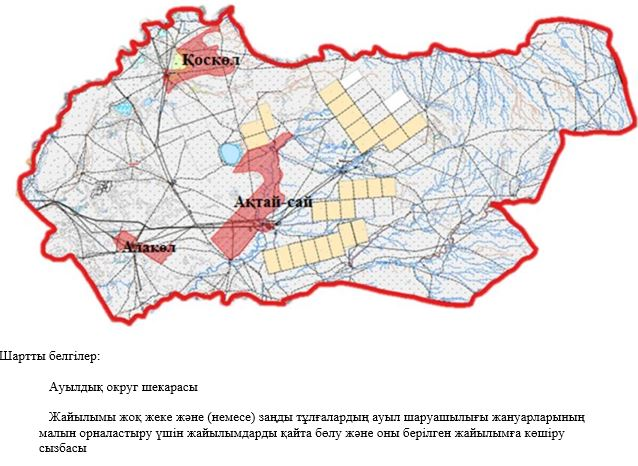 Қоскөл
Ақтай-сай
Алакөл
Шартты белгілер:
Ауылдық округ шекарасы
Жайылымы жоқ жеке және (немесе) заңды тұлғалардың ауыл шаруашылығы жануарларының
малын орналастыру үшін жайылымдарды қайта бөлу және оны берілген жайылымға көшіру
сызбасы